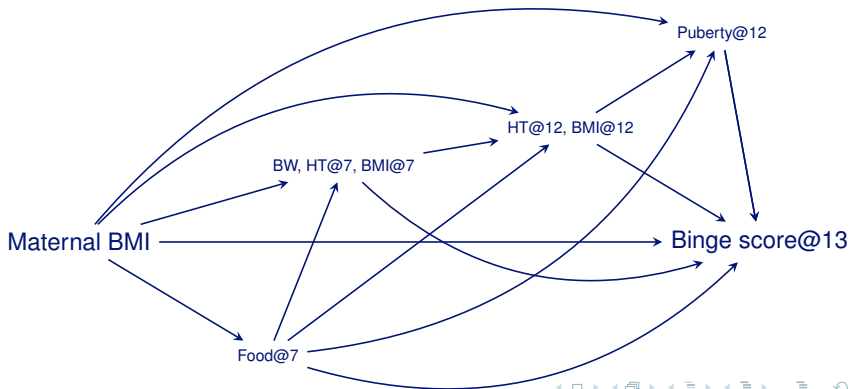 Puberty@12
HT@12, BMI@12
BW, HT@7, BMI@7
Maternal BMI
Binge score@13
Food@7